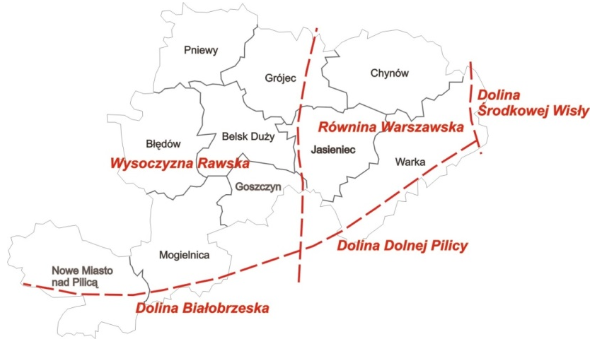 Pniewy
Grójec
Chynów
Dolina
Środkowej Wisły
Równina Warszawska
Błędów
Belsk Duży
Jasieniec
Warka
Wysoczyzna Rawska
Goszczyn
Dolina Dolnej Pilicy
Mogielnica
Nowe Miasto
nad Pilicą
Dolina Białobrzeska